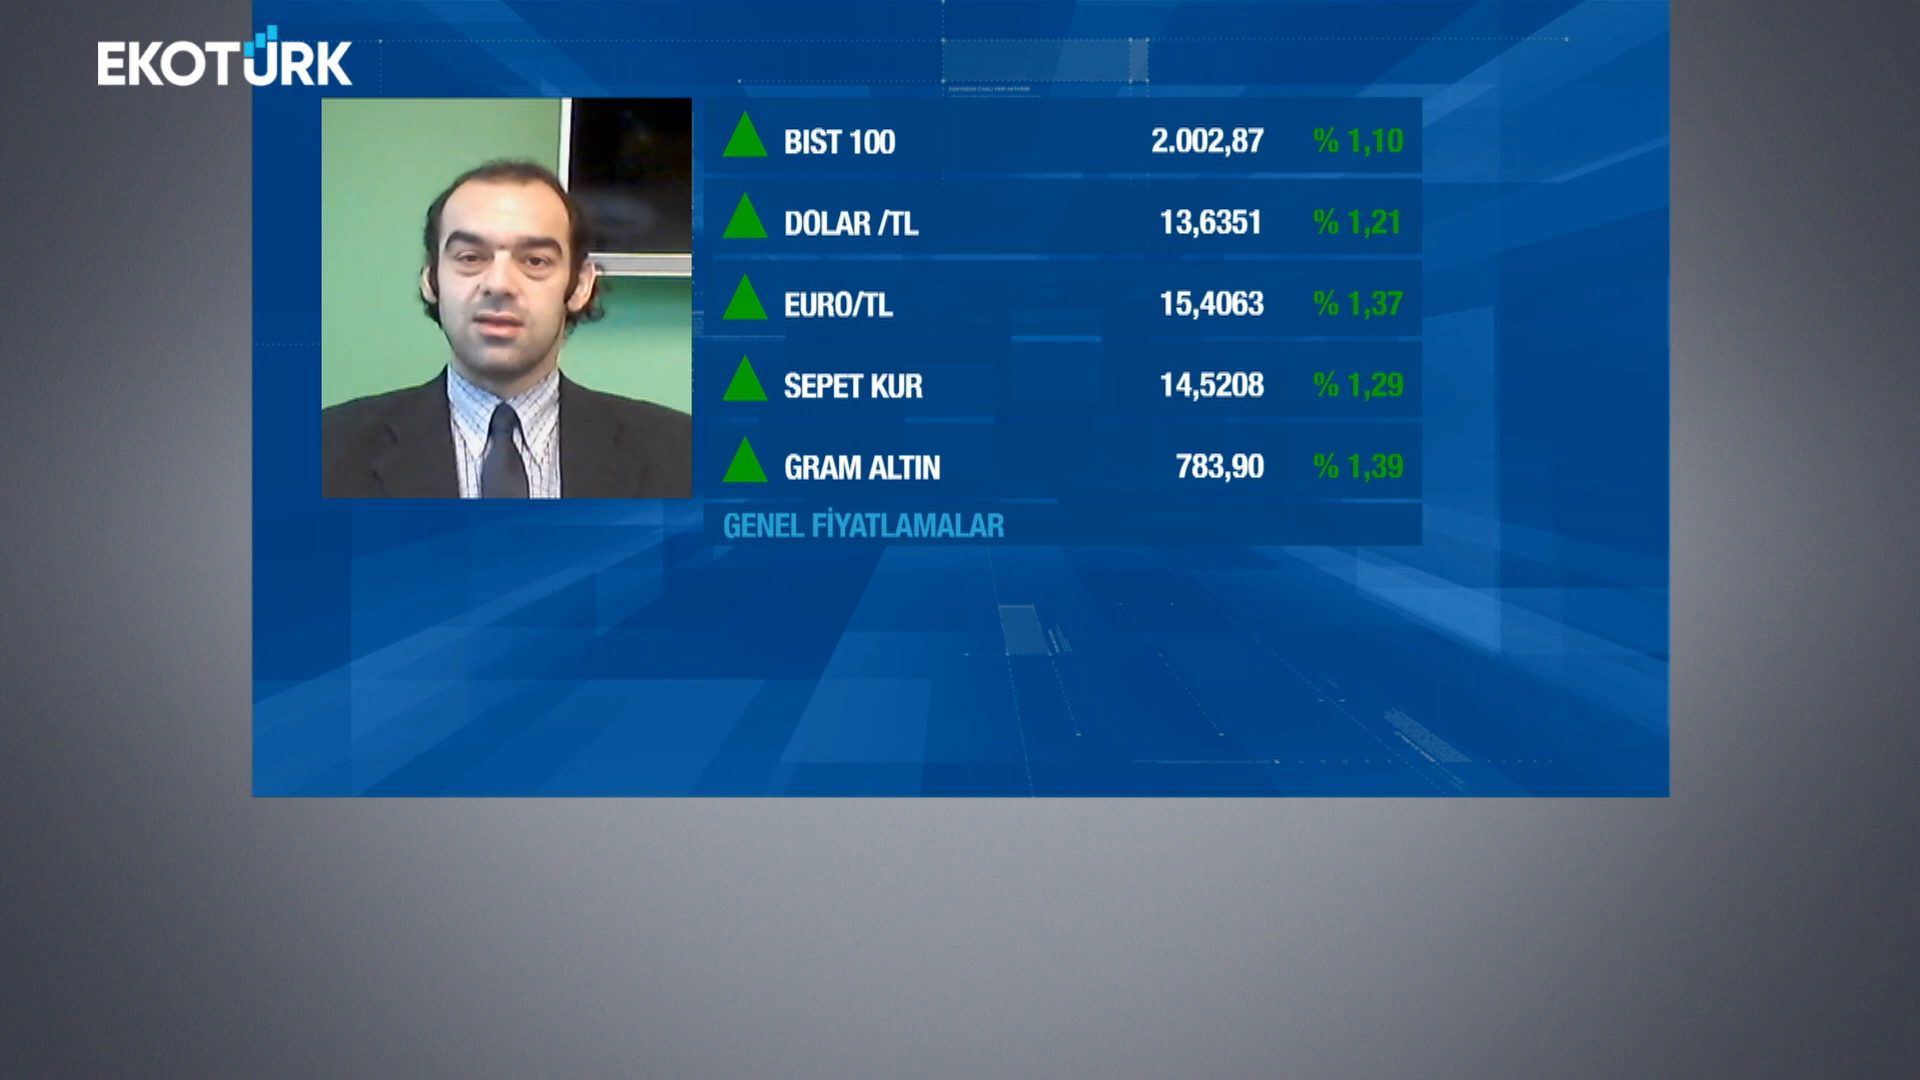 EKOTÜRK
BIST 100 2.002,87 % 1,10
DOLAR /TL 13,6351 % 1,21
EURO/TL 15,4063 % 1,37
SEPET KUR 14,5208 % 1,29
GRAM ALTIN 783,90 % 1,39
GENEL FİYATLAMALAR